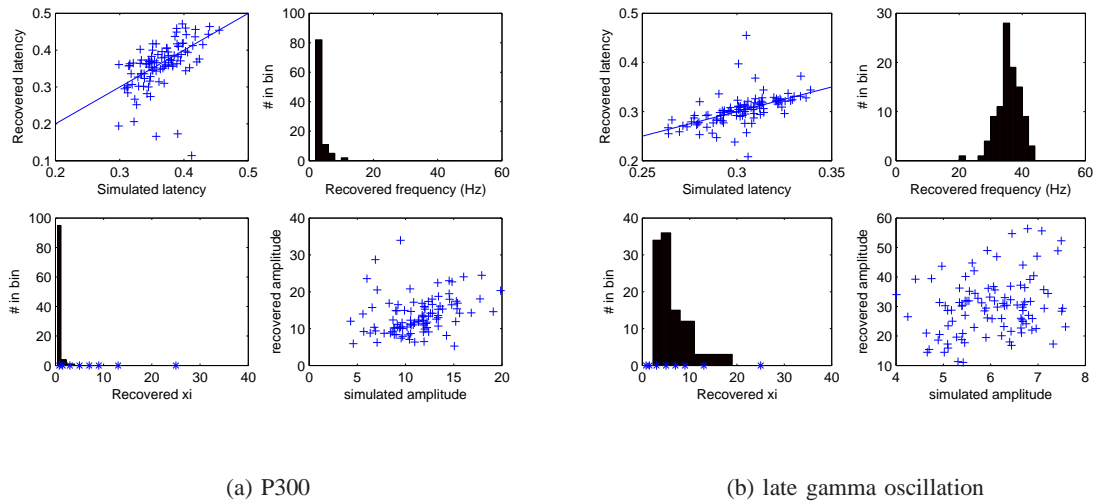 0.5
0.4
0.3
0.2
0.1
Recovered latency
0.2 0.3 0.4 0.5
Simulated latency
100
80
60
40
20
0
# in bin
0 20 40 60
Recovered frequency (Hz)
100
80
60
40
20
0
# in bin
0 10 20 30 40
Recovered xi
40
30
20
10
0
recovered amplitude
0 5 10 15 20
simulated amplitude
(a) P300
0.5
0.4
0.3
0.2
Recovered latency
0.25 0.3 0.35
Simulated latency
30
20
10
0
# in bin
0 20 40 60
Recovered frequency (Hz)
40
30
20
10
0
# in bin
0 10 20 30 40
Recovered xi
60
50
40
30
20
10
recovered amplitude
4 5 6 7 8
simulated amplitude
(b) late gamma oscillation